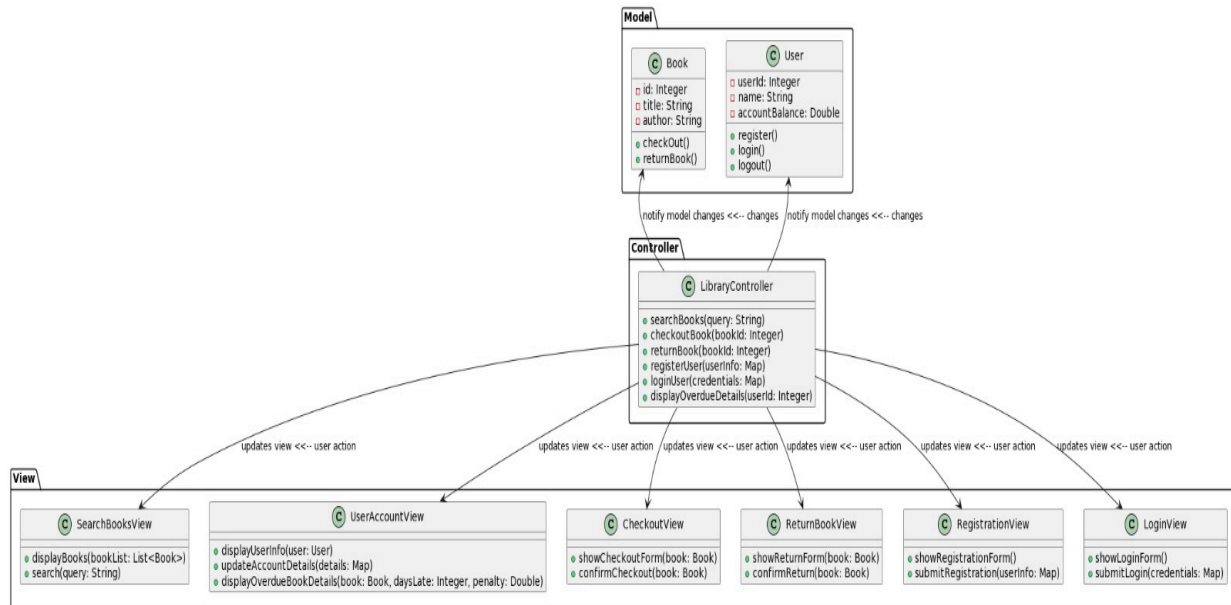 Model
C Book
id: Integer
title: String
author: String
checkOut()
returnBook()
C User
userId: Integer
name: String
accountBalance: Double
register()
login()
logout()
notify model changes <<-- changes
notify model changes <<-- changes
Controller
C LibraryController
searchBooks(query: String)
checkoutBook(bookId: Integer)
returnBook(bookId: Integer)
registerUser(userInfo: Map)
loginUser(credentials: Map)
displayOverdueDetails(userId: Integer)
updates view <<-- user action
updates view <<-- user action
updates view <<-- user action
updates view <<-- user action
updates view <<-- user action
updates view <<-- user action
View
C SearchBooksView
displayBooks(bookList: List<Book>)
search(query: String)
C UserAccountView
displayUserInfo(user: User)
updateAccountDetails(details: Map)
displayOverdueBookDetails(book: Book, daysLate: Integer, penalty: Double)
C CheckoutView
showCheckoutForm(book: Book)
confirmCheckout(book: Book)
C ReturnBookView
showReturnForm(book: Book)
confirmReturn(book: Book)
C RegistrationView
showRegistrationForm()
submitRegistration(userInfo: Map)
C LoginView
showLoginForm()
submitLogin(credentials: Map)